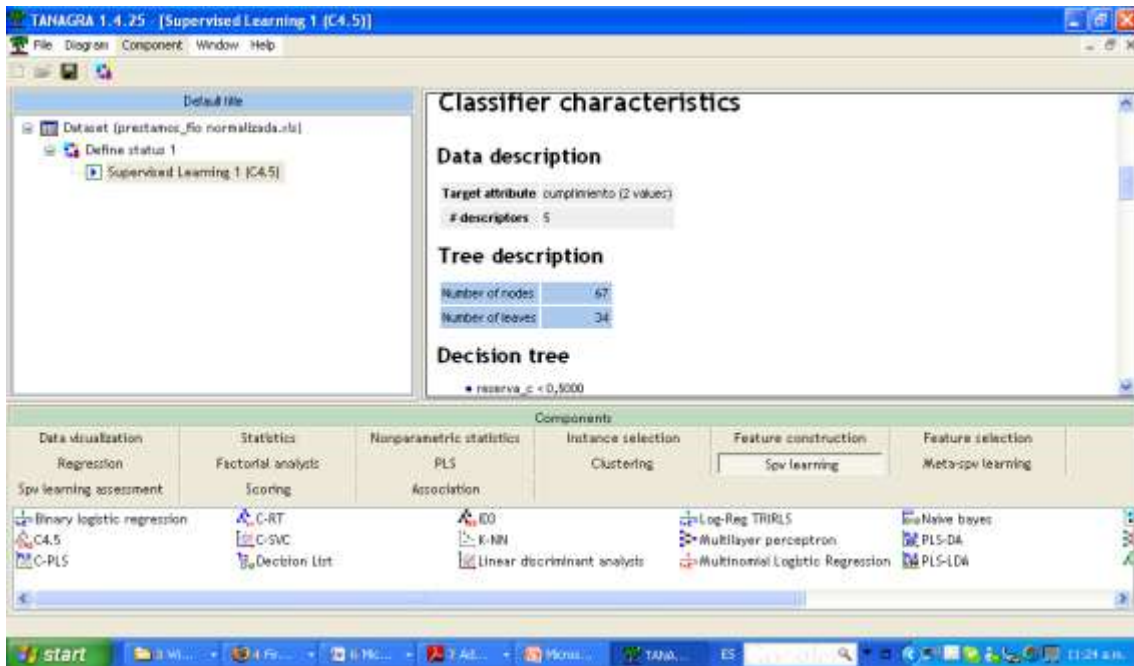 TANAGRA 1.4.25 - [Supervised Learning 1 (C4.5)]
File Diagram Component Window Help
Default title
Dataset (prestamos_fio normalizada.xls)
Define status 1
Supervised Learning 1 (C4.5)
Classifier characteristics
Data description
Target attribute cumplimiento (2 values)
# descriptors 5
Tree description
Number of nodes 67
Number of leaves 34
Decision tree
• reserva_c < 0,5000
Components
Data visualization Statistics Nonparametric statistics Instance selection Feature construction Feature selection
Regression Factorial analysis PLS Clustering Spv learning Meta-spv learning
Spv learning assessment Scoring Association
Binary logistic regression C-RT ID3 Log-Reg TRIRLS Naive bayes
C4.5 C-SVC K-NN Multilayer perceptron PLS-DA
C-PLS Decision List Linear discriminant analysis Multinomial Logistic Regression PLS-LDA
start TANA... ES 11:24 a.m.